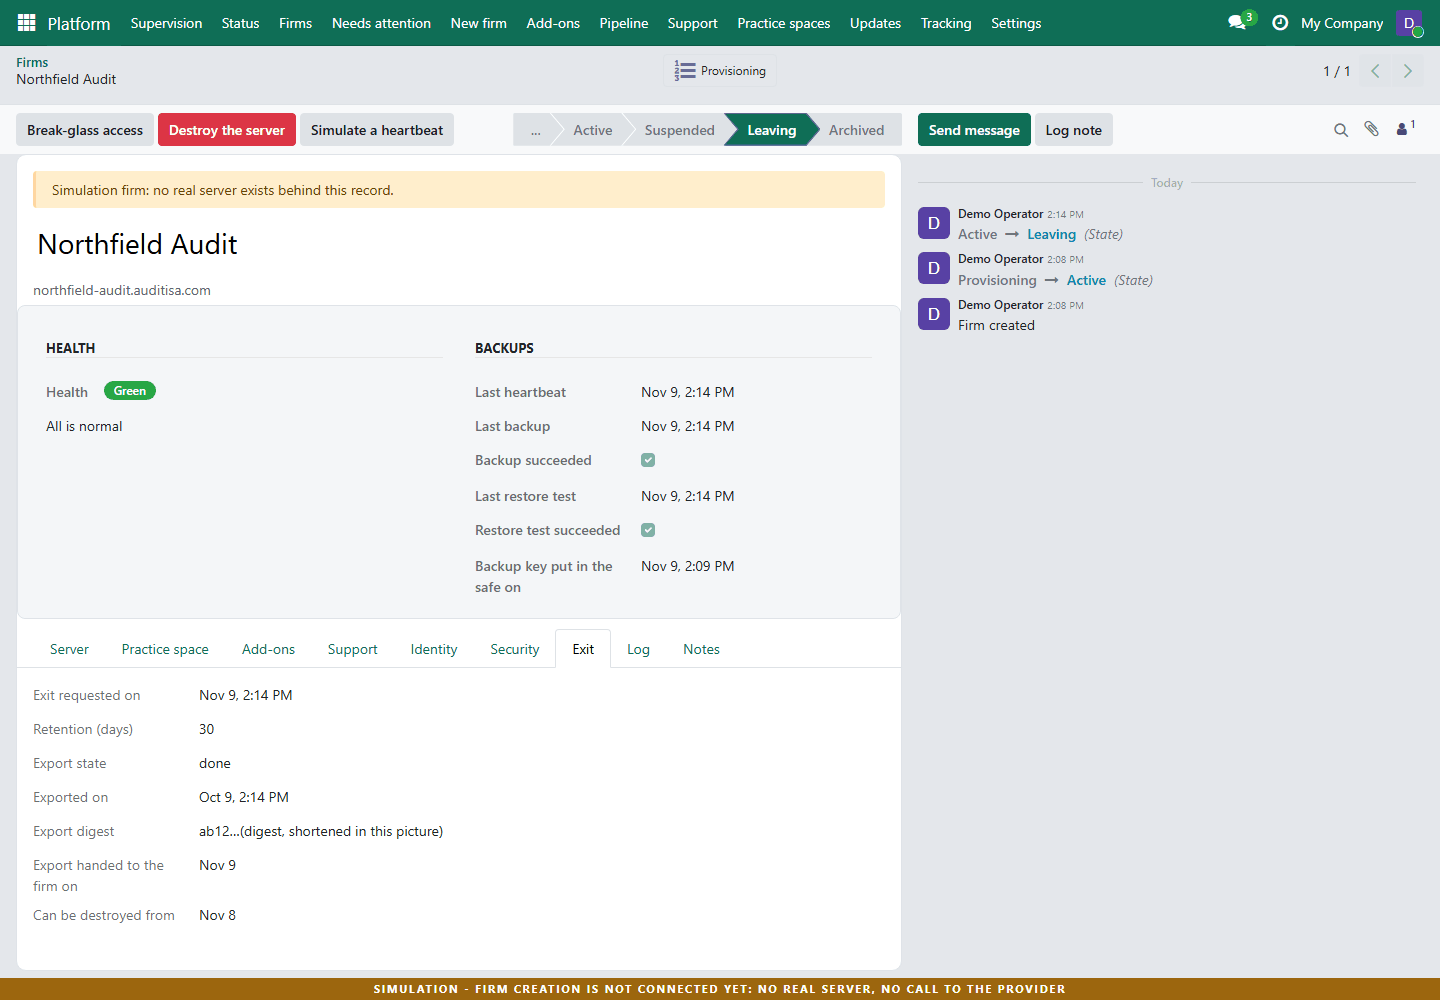 Platform Supervision Status Firms Needs attention New firm Add-ons Pipeline Support Practice spaces Updates Tracking Settings 3 My Company D
Firms
Northfield Audit
Provisioning
1 / 1
Break-glass access Destroy the server Simulate a heartbeat ... Active Suspended Leaving Archived Send message Log note 1
Simulation firm: no real server exists behind this record.
Northfield Audit
northfield-audit.auditisa.com
HEALTH
Health Green
All is normal
BACKUPS
Last heartbeat Nov 9, 2:14 PM
Last backup Nov 9, 2:14 PM
Backup succeeded
Last restore test Nov 9, 2:14 PM
Restore test succeeded
Backup key put in the Nov 9, 2:09 PM
safe on
Server Practice space Add-ons Support Identity Security Exit Log Notes
Exit requested on Nov 9, 2:14 PM
Retention (days) 30
Export state done
Exported on Oct 9, 2:14 PM
Export digest ab12...(digest, shortened in this picture)
Export handed to the Nov 9
firm on
Can be destroyed from Nov 8
Today
D Demo Operator 2:14 PM
Active → Leaving (State)
D Demo Operator 2:08 PM
Provisioning → Active (State)
D Demo Operator 2:08 PM
Firm created
SIMULATION - FIRM CREATION IS NOT CONNECTED YET: NO REAL SERVER, NO CALL TO THE PROVIDER